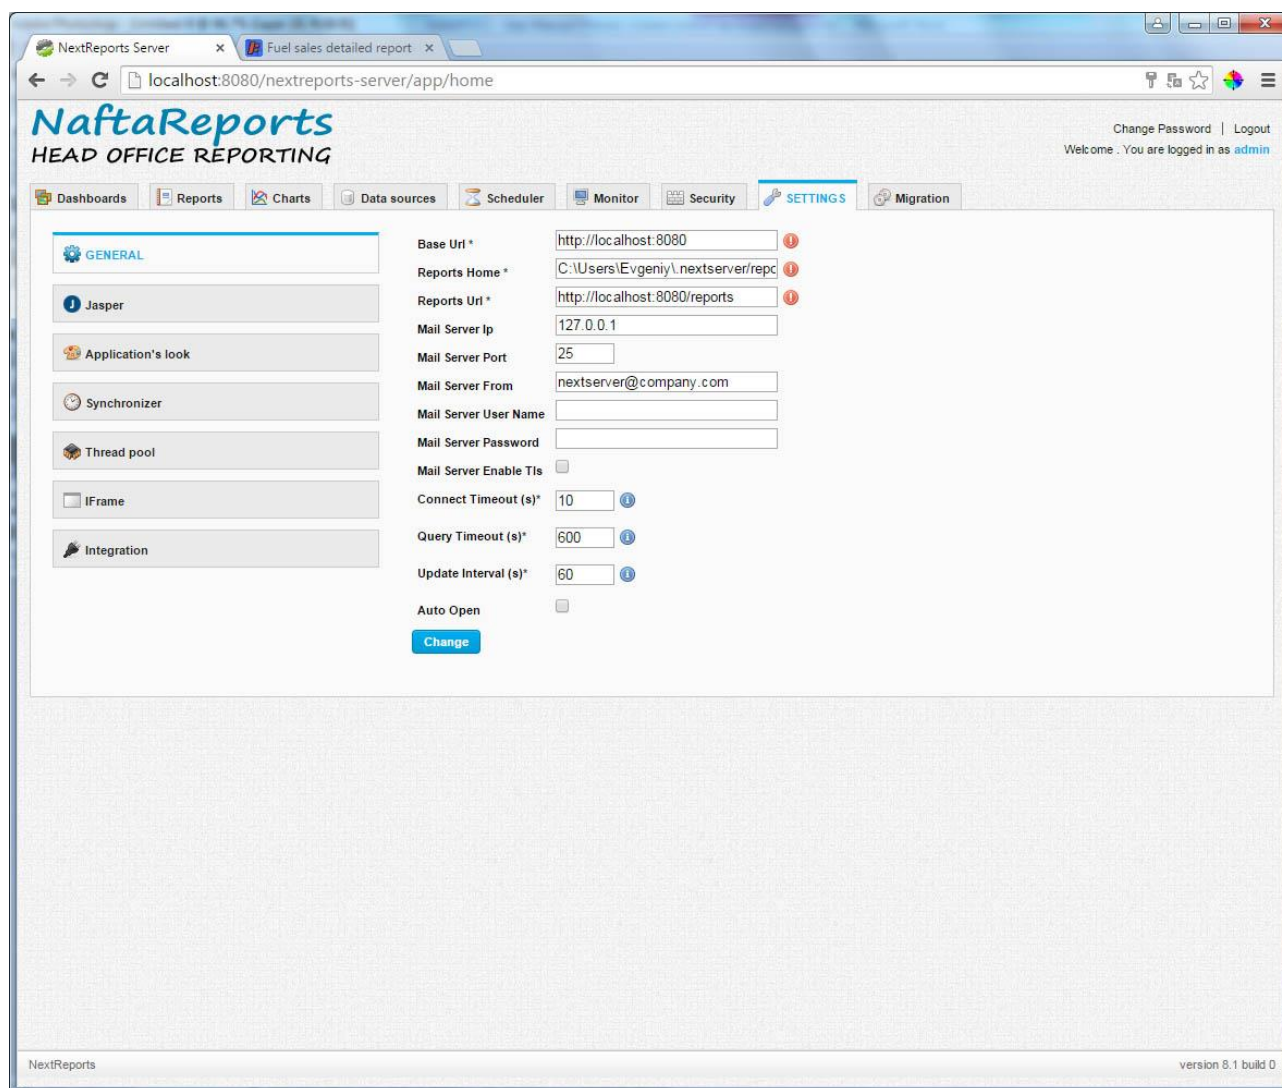 NextReports Server
Fuel sales detailed report
localhost:8080/nextreports-server/app/home
NaftaReports
HEAD OFFICE REPORTING
Change Password | Logout
Welcome . You are logged in as admin
Dashboards Reports Charts Data sources Scheduler Monitor Security SETTINGS Migration
GENERAL
Jasper
Application's look
Synchronizer
Thread pool
IFrame
Integration
Base Url * http://localhost:8080
Reports Home * C:\Users\Evgeniy\.nextserver/repc
Reports Url * http://localhost:8080/reports
Mail Server Ip 127.0.0.1
Mail Server Port 25
Mail Server From nextserver@company.com
Mail Server User Name
Mail Server Password
Mail Server Enable Tls
Connect Timeout (s)* 10
Query Timeout (s)* 600
Update Interval (s)* 60
Auto Open
Change
NextReports version 8.1 build 0